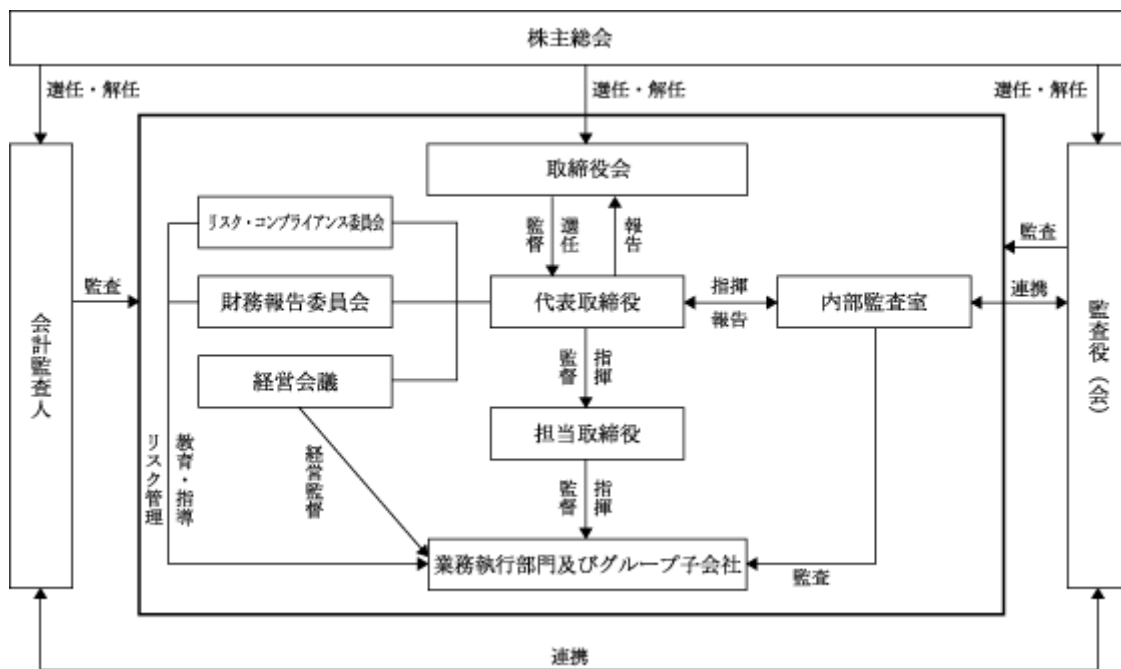 株主総会
選任・解任
選任・解任
選任・解任
取締役会
リスク・コンプライアンス委員会
監督
選任
報告
監査
監査
財務報告委員会
代表取締役
指揮
報告
内部監査室
連携
会計監査人
監査役（会）
経営会議
監督
指揮
担当取締役
リスク管理
教育・指導
経営監督
監督
指揮
業務執行部門及びグループ子会社
監査
連携